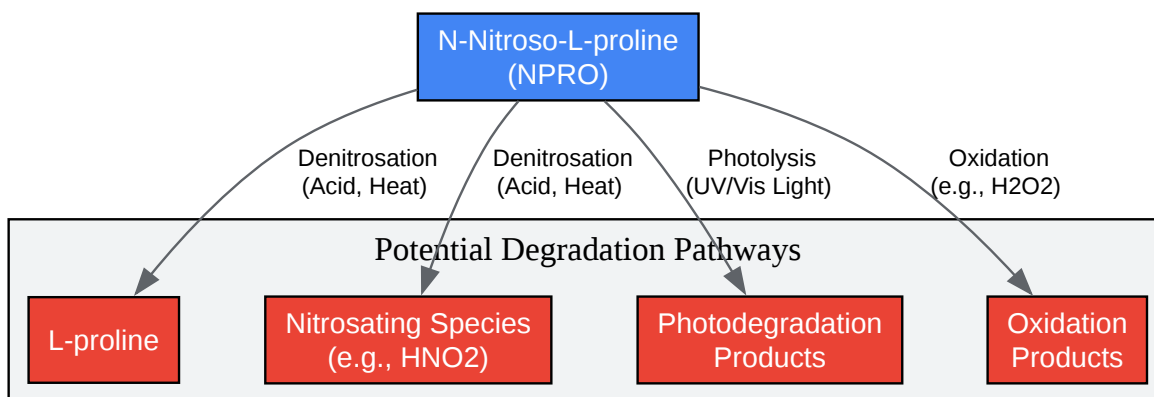 N-Nitroso-L-proline
(NPRO)
Denitrosation
(Acid, Heat)
Denitrosation
(Acid, Heat)
Photolysis
(UV/Vis Light)
Oxidation
(e.g., H2O2)
Potential Degradation Pathways
L-proline
Nitrosating Species
(e.g., HNO2)
Photodegradation
Products
Oxidation
Products